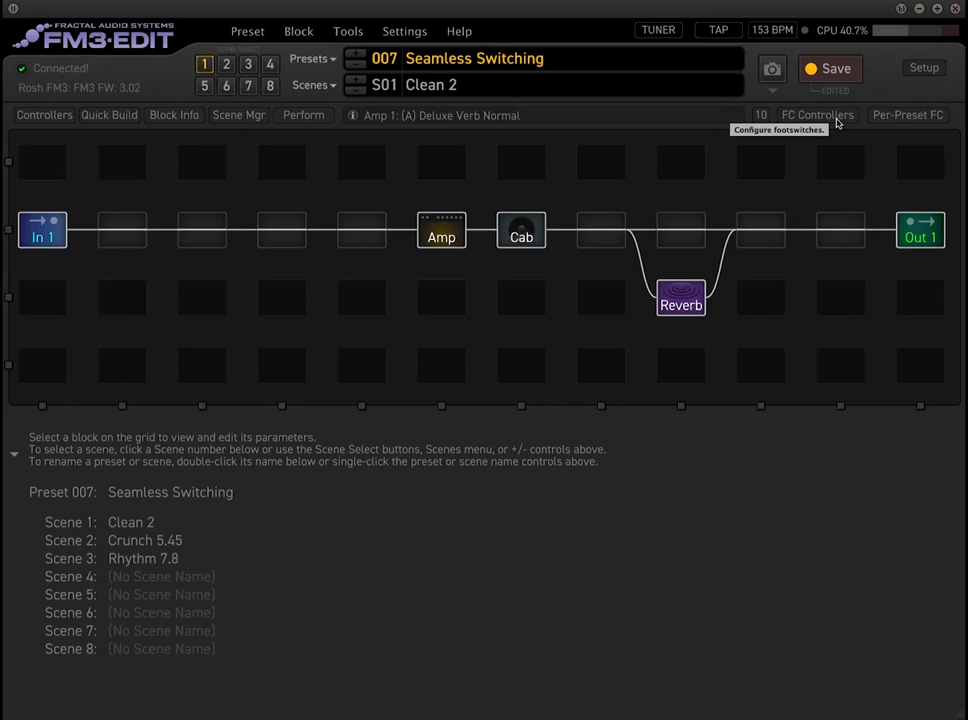 FRACTAL AUDIO SYSTEMS
FM3-EDIT
Preset Block Tools Settings Help
TUNER TAP 153 BPM CPU 40.7%
SCENE SELECT
1 2 3 4
5 6 7 8
Connected!
Rosh FM3: FM3 FW: 3.02
Presets 007 Seamless Switching
Scenes S01 Clean 2
Save
EDITED
Setup
Controllers Quick Build Block Info Scene Mgr Perform Amp 1: (A) Deluxe Verb Normal 10 FC Controllers Per-Preset FC
Configure footswitches.
In 1 Amp Cab Out 1
Reverb
Select a block on the grid to view and edit its parameters.
To select a scene, click a Scene number below or use the Scene Select buttons, Scenes menu, or +/- controls above.
To rename a preset or scene, double-click its name below or single-click the preset or scene name controls above.
Preset 007: Seamless Switching
Scene 1: Clean 2
Scene 2: Crunch 5.45
Scene 3: Rhythm 7.8
Scene 4: (No Scene Name)
Scene 5: (No Scene Name)
Scene 6: (No Scene Name)
Scene 7: (No Scene Name)
Scene 8: (No Scene Name)